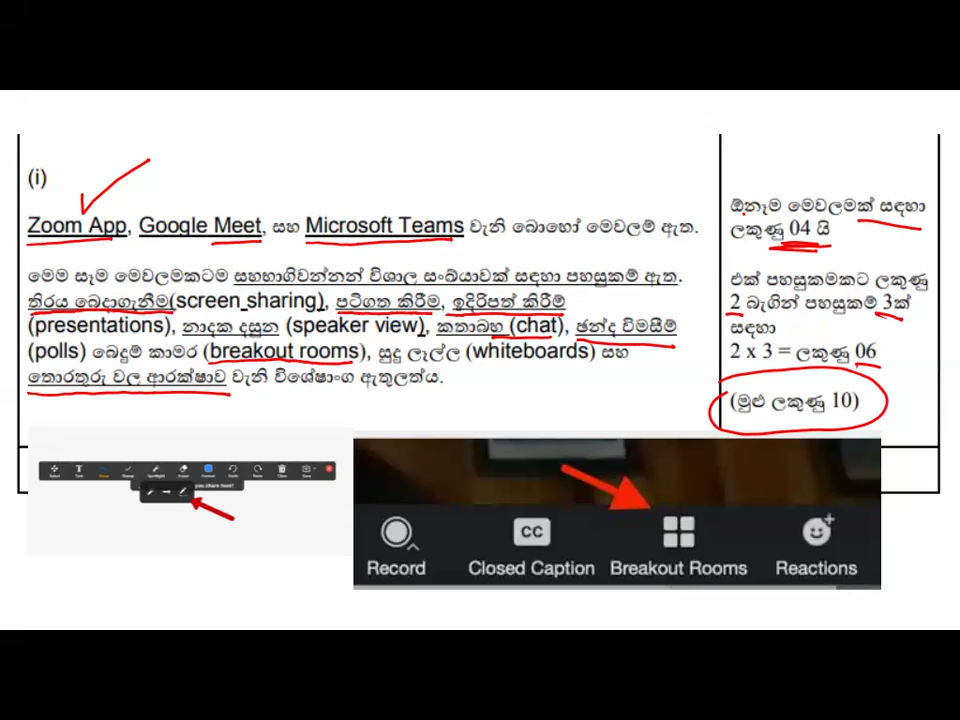 (i)
Zoom App, Google Meet, සහ Microsoft Teams වැනි බොහෝ මෙවලම් ඇත.
මෙම සෑම මෙවලමකටම සහභාගිවන්නන් විශාල සංඛ්යාවක් සඳහා පහසුකම් ඇත.
තිරය බෙදාගැනීම(screen sharing), පටිගත කිරීම, ඉදිරිපත් කිරීම්
(presentations), නාදක දසුන (speaker view), කතාබහ (chat), ඡන්ද විමසීම්
(polls) බෙදුම් කාමර (breakout rooms), සුදු ලෑල්ල (whiteboards) සහ
තොරතුරු වල ආරක්ෂාව වැනි විශේෂාංග ඇතුලත්ය.
ඕනෑම මෙවලමක් සඳහා
ලකුණු 04 යි
එක් පහසුකමකට ලකුණු
2 බැගින් පහසුකම් 3ක්
සඳහා
2 x 3 = ලකුණු 06
(මුළු ලකුණු 10)
you share here!
Record
Closed Caption
Breakout Rooms
Reactions
CC